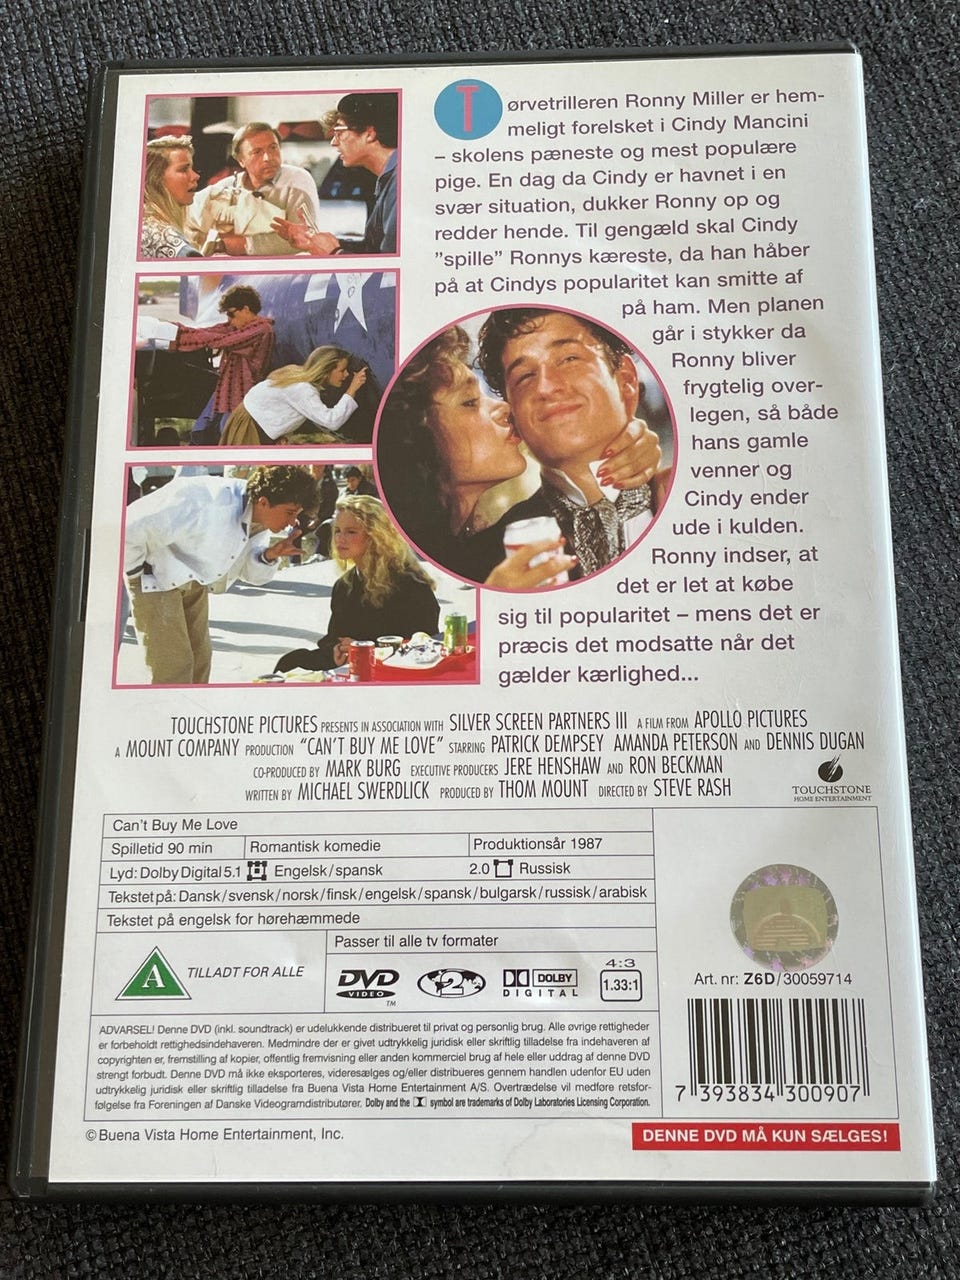 Tørvetrilleren Ronny Miller er hem-
meligt forelsket i Cindy Mancini
– skolens pæneste og mest populære
pige. En dag da Cindy er havnet i en
svær situation, dukker Ronny op og
redder hende. Til gengæld skal Cindy
”spille” Ronnys kæreste, da han håber
på at Cindys popularitet kan smitte af
på ham. Men planen
går i stykker da
Ronny bliver
frygtelig over-
legen, så både
hans gamle
venner og
Cindy ender
ude i kulden.
Ronny indser, at
det er let at købe
sig til popularitet – mens det er
præcis det modsatte når det
gælder kærlighed...
TOUCHSTONE PICTURES PRESENTS IN ASSOCIATION WITH SILVER SCREEN PARTNERS III A FILM FROM APOLLO PICTURES
A MOUNT COMPANY PRODUCTION “CAN’T BUY ME LOVE” STARRING PATRICK DEMPSEY AMANDA PETERSON AND DENNIS DUGAN
CO-PRODUCED BY MARK BURG EXECUTIVE PRODUCERS JERE HENSHAW AND RON BECKMAN
WRITTEN BY MICHAEL SWERDLICK PRODUCED BY THOM MOUNT DIRECTED BY STEVE RASH
TOUCHSTONE
HOME ENTERTAINMENT
Can’t Buy Me Love
Spilletid 90 min Romantisk komedie Produktionsår 1987
Lyd: Dolby Digital 5.1 Engelsk/spansk 2.0 Russisk
Tekstet på: Dansk/svensk/norsk/finsk/engelsk/spansk/bulgarsk/russisk/arabisk
Tekstet på engelsk for hørehæmmede
Passer til alle tv formater
A TILLADT FOR ALLE
DVD VIDEO TM
2
DOLBY DIGITAL
4:3
1.33:1
Art. nr: Z6D/30059714
ADVARSEL! Denne DVD (inkl. soundtrack) er udelukkende distribueret til privat og personlig brug. Alle øvrige rettigheder
er forbeholdt rettighedsindehaveren. Medmindre der er givet udtrykkelig juridisk eller skriftlig tilladelse fra indehaveren af
copyrighten er, fremstilling af kopier, offentlig fremvisning eller anden kommerciel brug af hele eller uddrag af denne DVD
strengt forbudt. Denne DVD må ikke eksporteres, videresælges og/eller distribueres gennem handlen udenfor EU uden
udtrykkelig juridisk eller skriftlig tilladelse fra Buena Vista Home Entertainment A/S. Overtrædelse vil medføre retsfor-
følgelse fra Foreningen af Danske Videogramdistributører. Dolby and the symbol are trademarks of Dolby Laboratories Licensing Corporation.
7 393834 300907
© Buena Vista Home Entertainment, Inc.
DENNE DVD MÅ KUN SÆLGES!